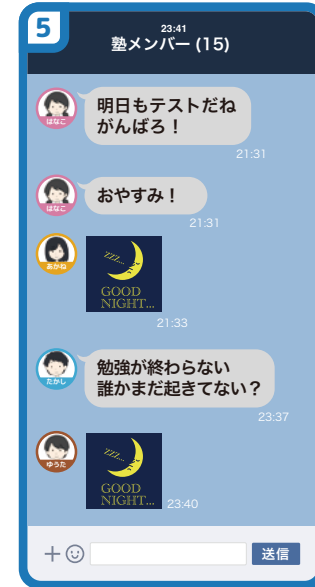 5
23:41
塾メンバー (15)
明日もテストだね
がんばろ！
はなこ
21:31
おやすみ！
はなこ
21:31
zzz...
GOOD
NIGHT...
あかね
21:33
勉強が終わらない
誰かまだ起きてない？
たかし
23:37
zzz...
GOOD
NIGHT...
ゆうた
23:40
送信